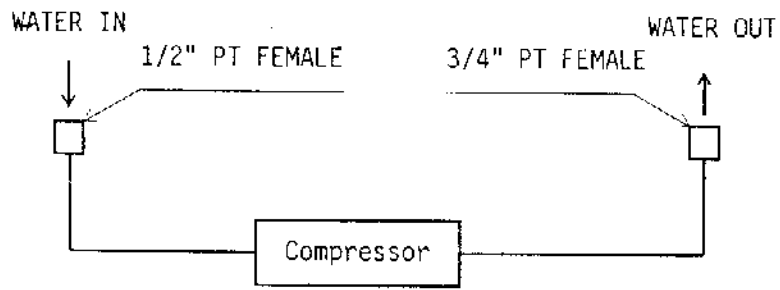 WATER IN
WATER OUT
1/2" PT FEMALE
3/4" PT FEMALE
Compressor